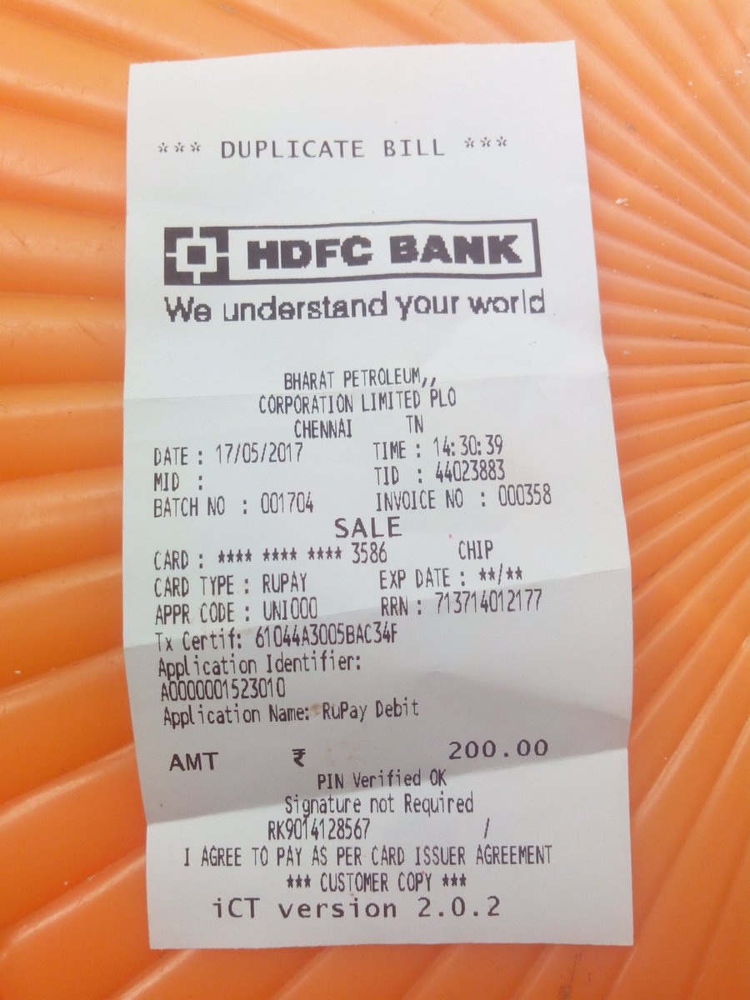 *** DUPLICATE BILL ***
HDFC BANK
We understand your world
BHARAT PETROLEUM,,
CORPORATION LIMITED PLO
CHENNAI TN
DATE : 17/05/2017 TIME : 14:30:39
MID : TID : 44023883
BATCH NO : 001704 INVOICE NO : 000358
SALE
CARD : **** **** **** 3586 CHIP
CARD TYPE : RUPAY EXP DATE : **/**
APPR CODE : UNI000 RRN : 713714012177
Tx Certif: 61044A3005BAC34F
Application Identifier:
A0000001523010
Application Name: RuPay Debit
AMT ₹ 200.00
PIN Verified OK
Signature not Required
RK9014128567 /
I AGREE TO PAY AS PER CARD ISSUER AGREEMENT
*** CUSTOMER COPY ***
iCT version 2.0.2